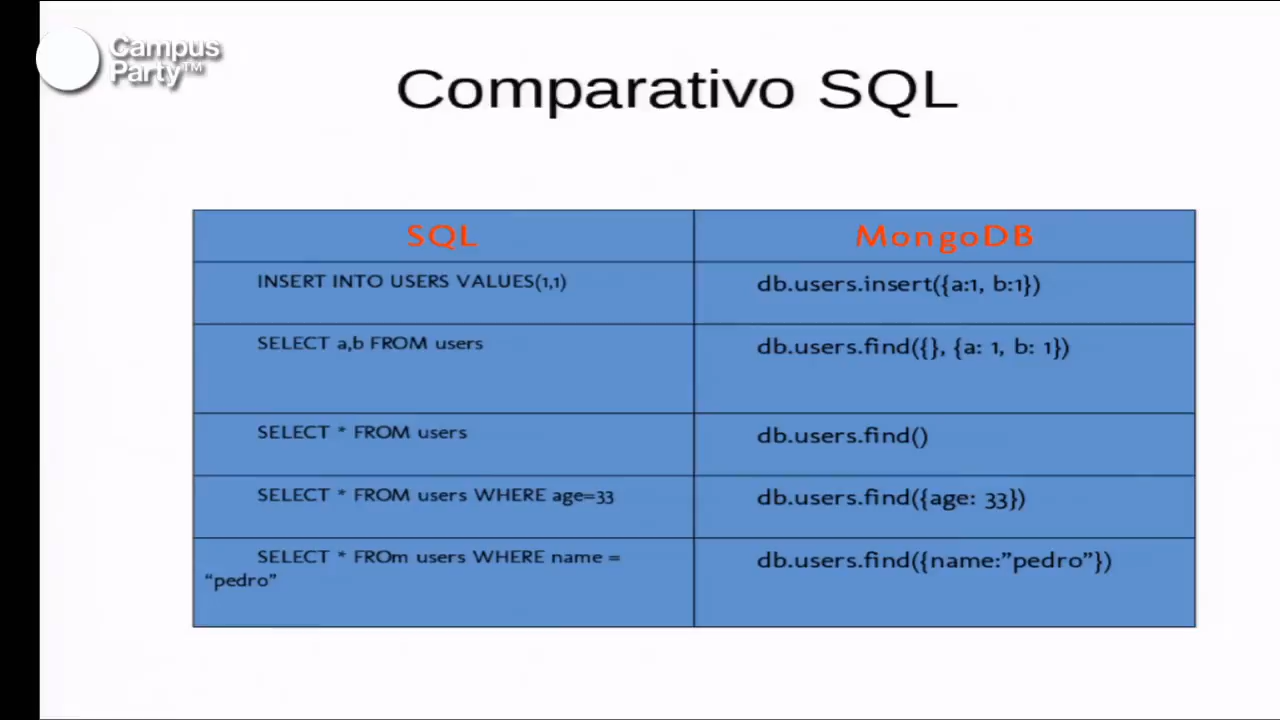 Campus
Party™
Comparativo SQL
SQL
MongoDB
INSERT INTO USERS VALUES(1,1)
db.users.insert({a:1, b:1})
SELECT a,b FROM users
db.users.find({}, {a: 1, b: 1})
SELECT * FROM users
db.users.find()
SELECT * FROM users WHERE age=33
db.users.find({age: 33})
SELECT * FROm users WHERE name =
“pedro”
db.users.find({name:”pedro”})